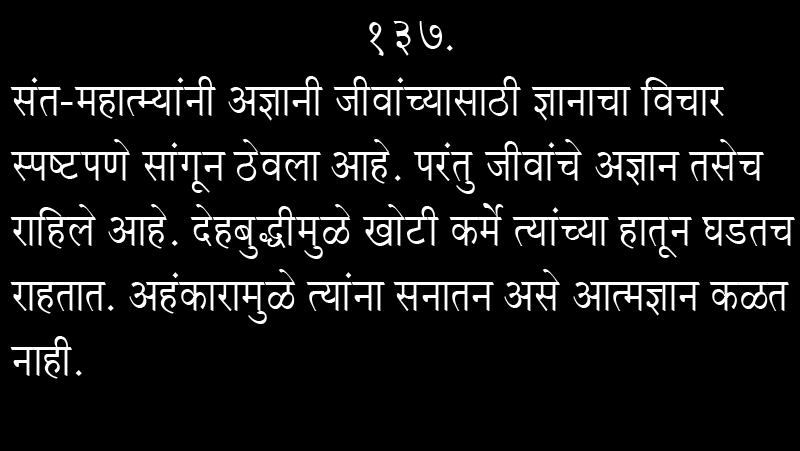 १३७.
संत-महात्म्यांनी अज्ञानी जीवांच्यासाठी ज्ञानाचा विचार
स्पष्टपणे सांगून ठेवला आहे. परंतु जीवांचे अज्ञान तसेच
राहिले आहे. देहबुद्धीमुळे खोटी कर्मे त्यांच्या हातून घडतच
राहतात. अहंकारामुळे त्यांना सनातन असे आत्मज्ञान कळत
नाही.